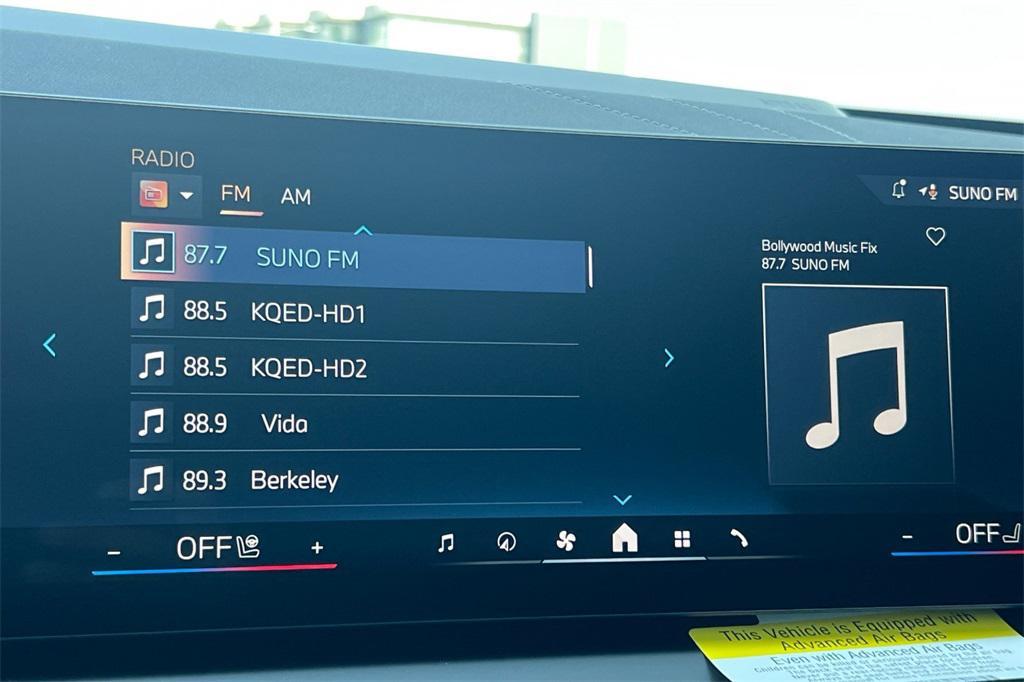 RADIO
FM AM
SUNO FM
87.7 SUNO FM
88.5 KQED-HD1
88.5 KQED-HD2
88.9 Vida
89.3 Berkeley
Bollywood Music Fix
87.7 SUNO FM
- OFF +
- OFF
This Vehicle is Equipped with
Advanced Air Bags
Even with Advanced Air Bags